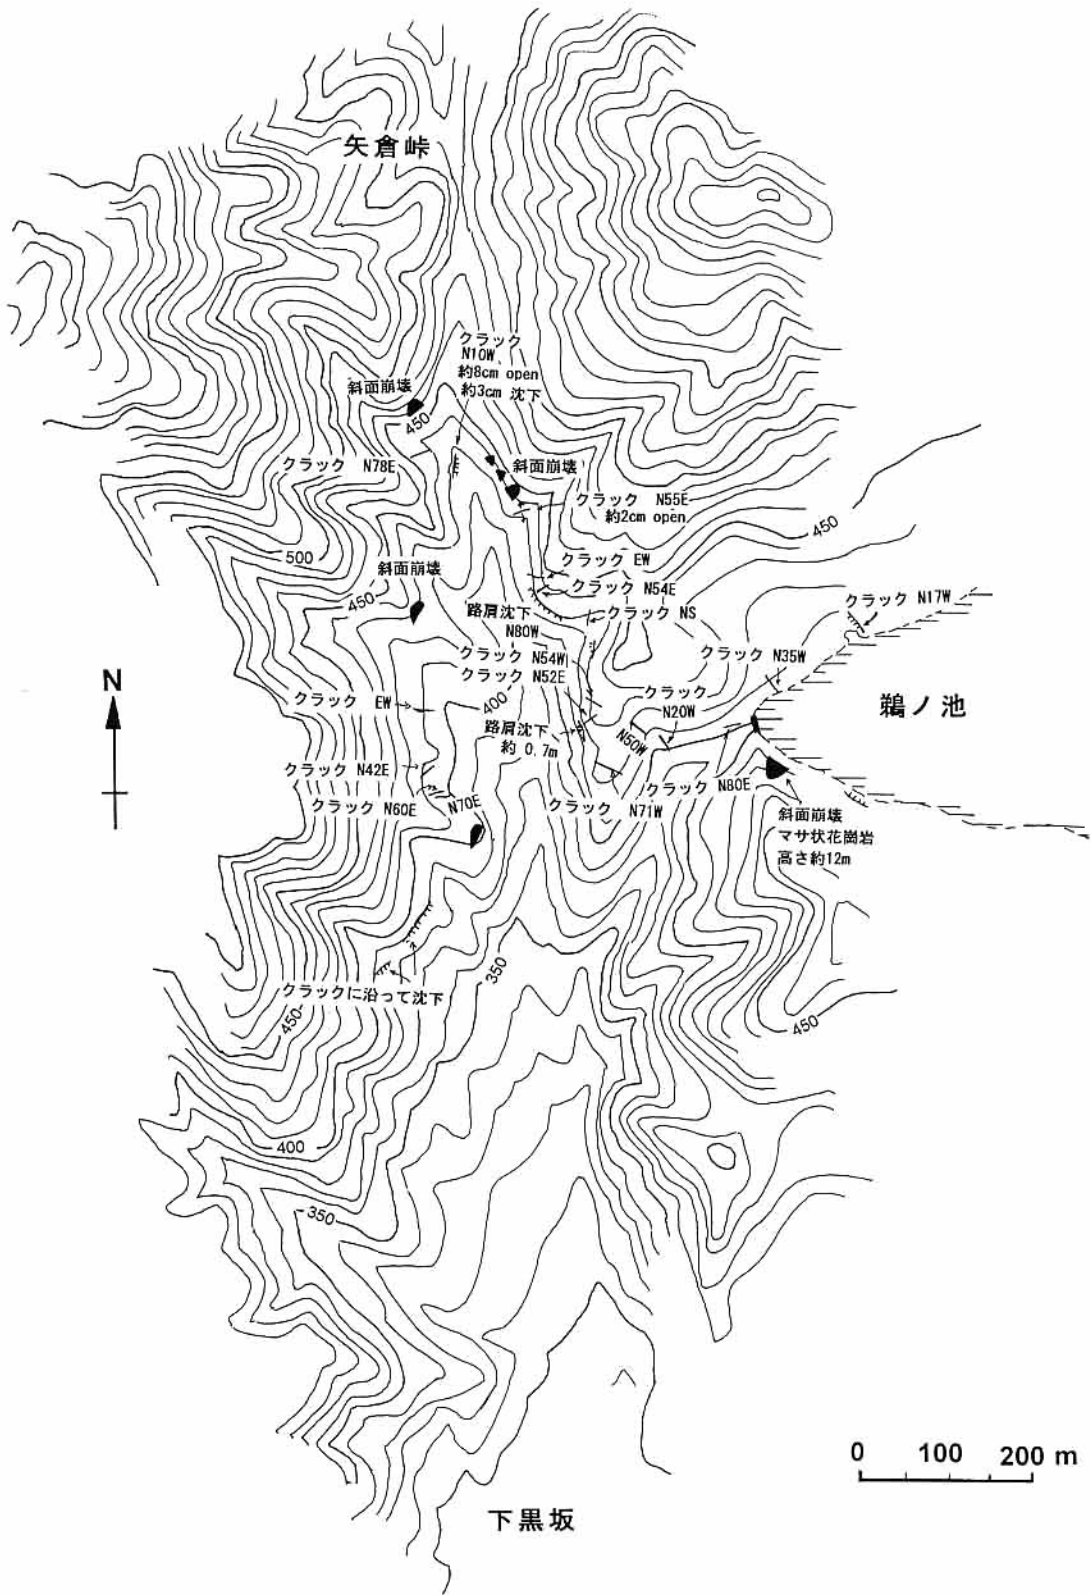 矢倉峠
クラック
N10W
約8cm open
約3cm 沈下
斜面崩壊
450
クラック N78E
斜面崩壊
クラック N55E
約2cm open
450
500
クラック EW
斜面崩壊
クラック N54E
450
クラック N17W
路肩沈下
クラック NS
N80W
クラック N54W
クラック N35W
クラック N52E
N
クラック EW
400
クラック
N20W
鵜ノ池
路肩沈下
約 0.7m
N50W
クラック N42E
クラック N80E
クラック N60E
N70E
クラック N71W
斜面崩壊
マサ状花崗岩
高さ約12m
350
クラックに沿って沈下
450
450
400
350
0 100 200 m
下黒坂